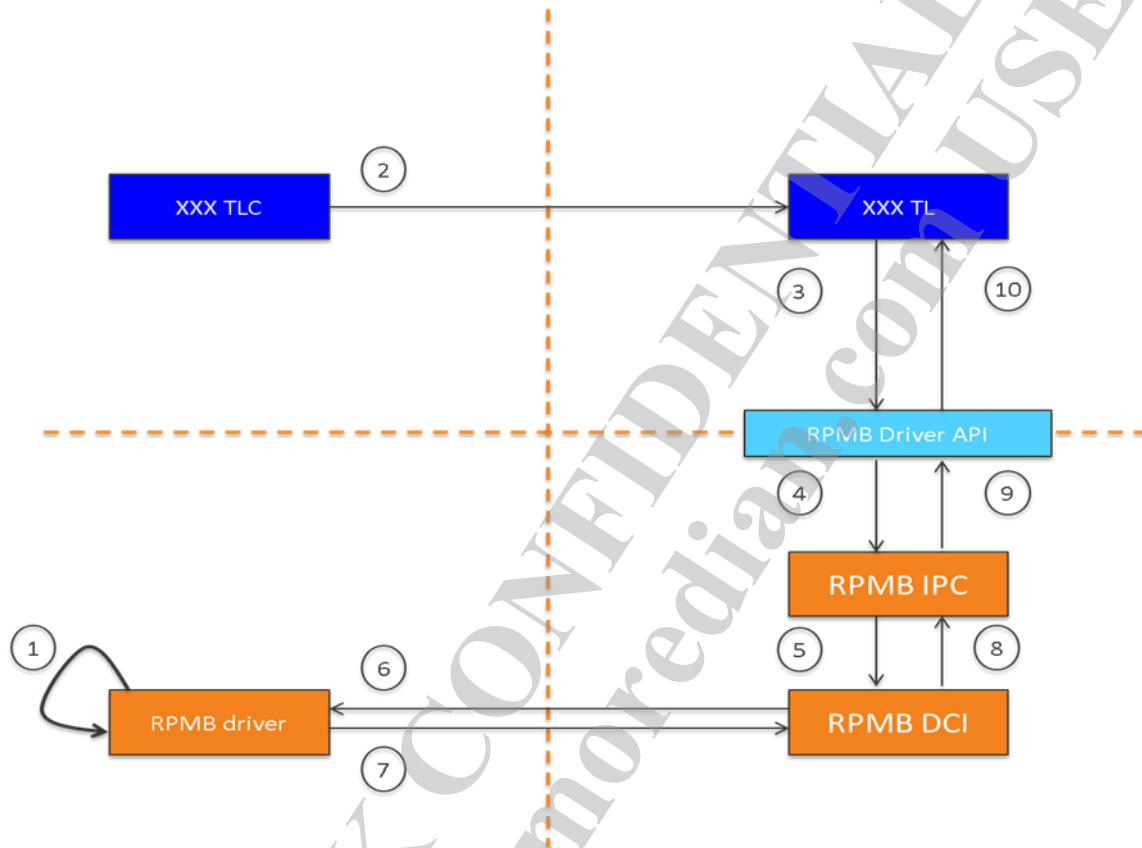 2
XXX TLC
XXX TL
3
10
RPMB Driver API
4
9
RPMB IPC
1
5
8
6
RPMB driver
RPMB DCI
7
K CONFIDENTIAL
moredian.com USE